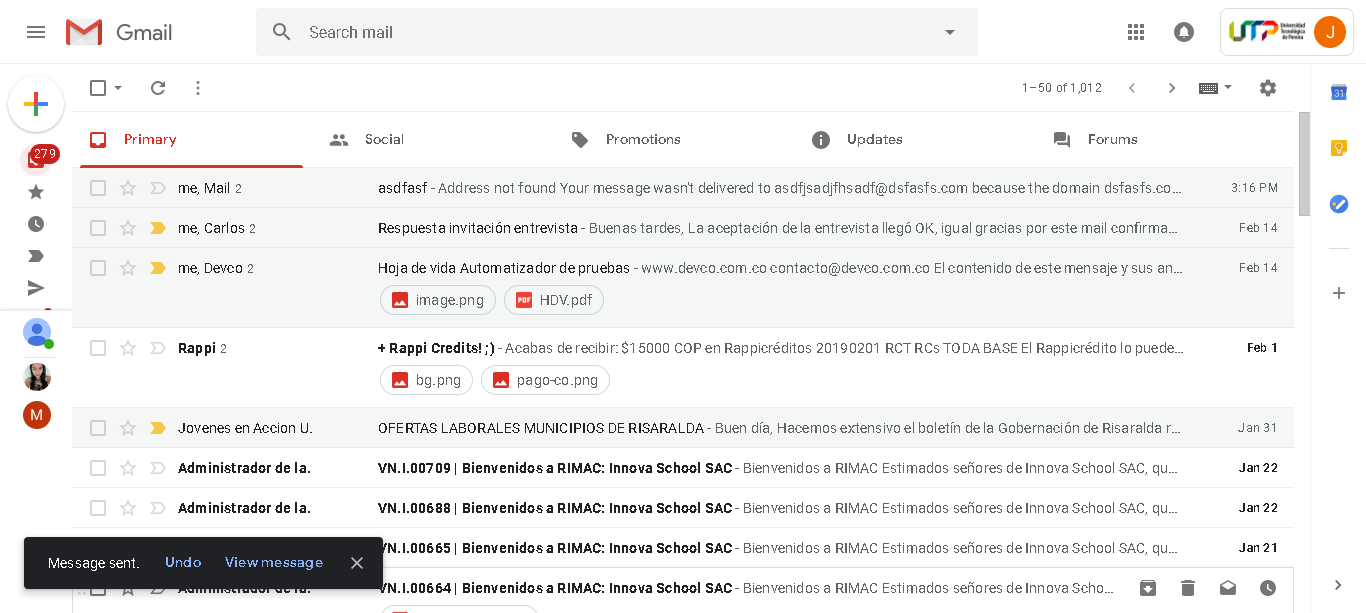 Gmail
Search mail
UTP Universidad Tecnológica de Pereira
J
1–50 of 1,012
31
279
Primary
Social
Promotions
Updates
Forums
me, Mail 2 asdfasf - Address not found Your message wasn't delivered to asdfjsadjfhsadf@dsfasfs.com because the domain dsfasfs.co... 3:16 PM
me, Carlos 2 Respuesta invitación entrevista - Buenas tardes, La aceptación de la entrevista llegó OK, igual gracias por este mail confirma... Feb 14
me, Devco 2 Hoja de vida Automatizador de pruebas - www.devco.com.co contacto@devco.com.co El contenido de este mensaje y sus an... Feb 14
image.png PDF HDV.pdf
Rappi 2 + Rappi Credits! ;) - Acabas de recibir: $15000 COP en Rappicréditos 20190201 RCT RCs TODA BASE El Rappicrédito lo puede... Feb 1
bg.png pago-co.png
M
Jovenes en Accion U. OFERTAS LABORALES MUNICIPIOS DE RISARALDA - Buen día, Hacemos extensivo el boletín de la Gobernación de Risaralda r... Jan 31
Administrador de la. VN.I.00709 | Bienvenidos a RIMAC: Innova School SAC - Bienvenidos a RIMAC Estimados señores de Innova School SAC, qu... Jan 22
Administrador de la. VN.I.00688 | Bienvenidos a RIMAC: Innova School SAC - Bienvenidos a RIMAC Estimados señores de Innova School SAC, qu... Jan 22
VN.I.00665 | Bienvenidos a RIMAC: Innova School SAC - Bienvenidos a RIMAC Estimados señores de Innova School SAC, qu... Jan 21
Message sent. Undo View message
Administrador de la. VN.I.00664 | Bienvenidos a RIMAC: Innova School SAC - Bienvenidos a RIMAC Estimados señores de Innova Scho...